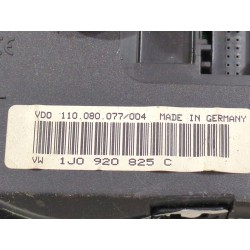 VDO 110.080.077/004 MADE IN GERMANY
VW 1J0 920 825 C